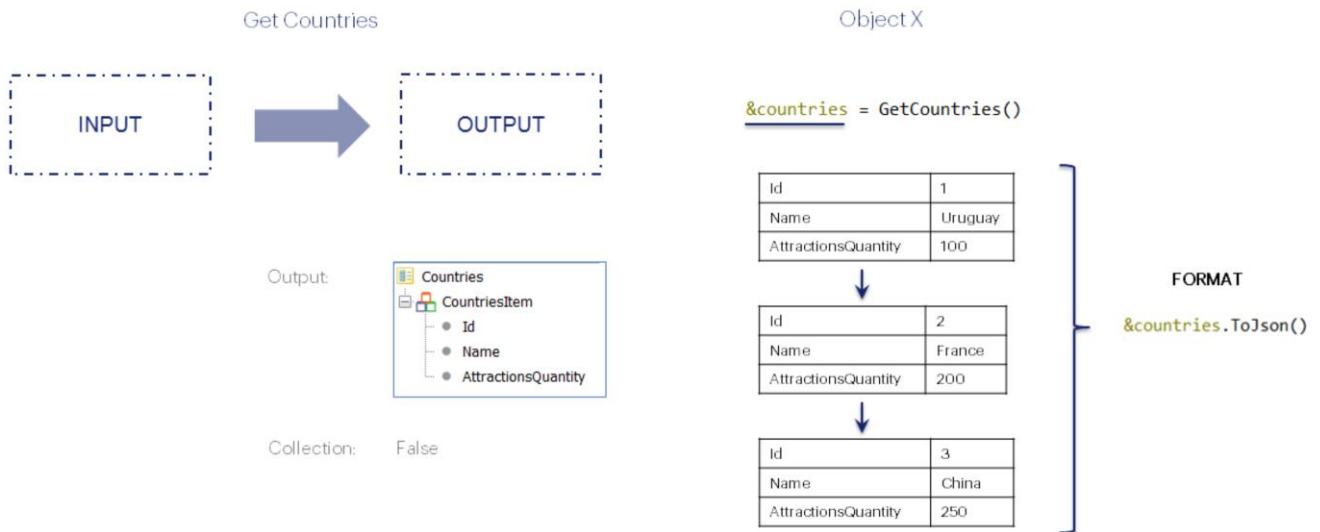 Get Countries
INPUT
OUTPUT
Output:
Countries
CountriesItem
Id
Name
AttractionsQuantity
Collection: False
Object X
&countries = GetCountries()
Id 1
Name Uruguay
AttractionsQuantity 100
Id 2
Name France
AttractionsQuantity 200
Id 3
Name China
AttractionsQuantity 250
FORMAT
&countries.ToJson()